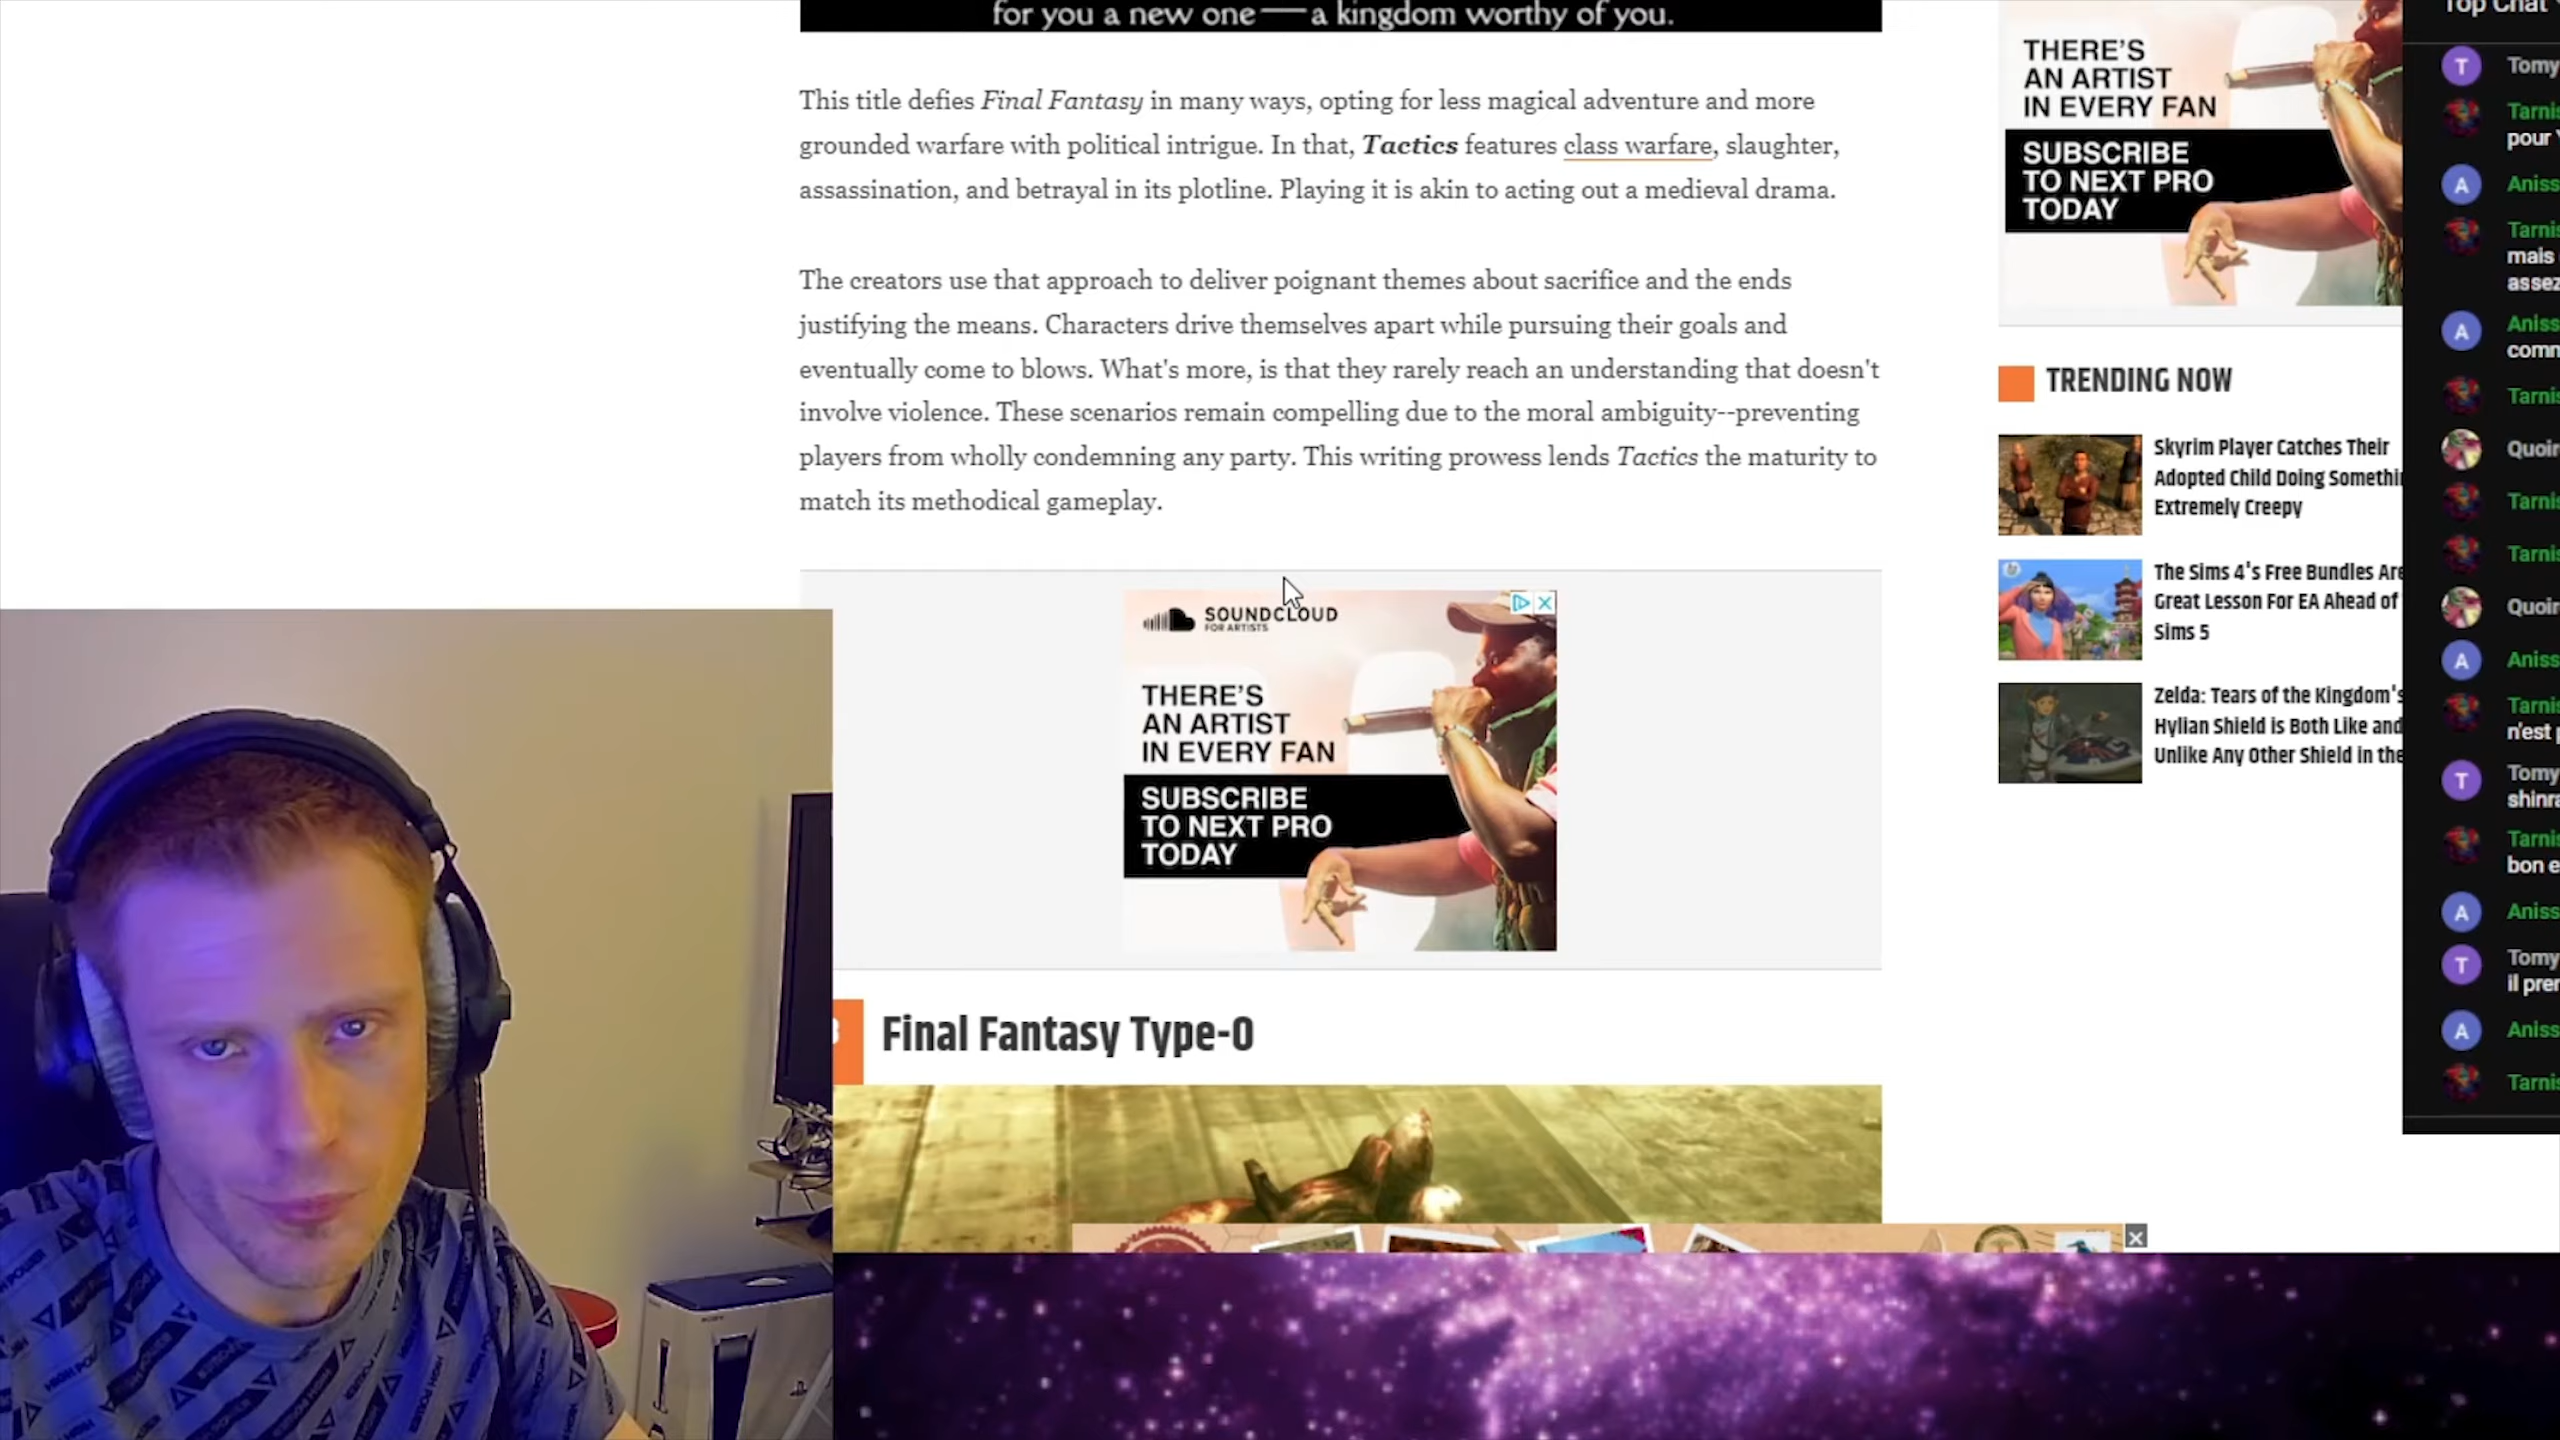 for you a new one—a kingdom worthy of you.
This title defies Final Fantasy in many ways, opting for less magical adventure and more
grounded warfare with political intrigue. In that, Tactics features class warfare, slaughter,
assassination, and betrayal in its plotline. Playing it is akin to acting out a medieval drama.
The creators use that approach to deliver poignant themes about sacrifice and the ends
justifying the means. Characters drive themselves apart while pursuing their goals and
eventually come to blows. What's more, is that they rarely reach an understanding that doesn't
involve violence. These scenarios remain compelling due to the moral ambiguity--preventing
players from wholly condemning any party. This writing prowess lends Tactics the maturity to
match its methodical gameplay.
SOUNDCLOUD
FOR ARTISTS
THERE'S
AN ARTIST
IN EVERY FAN
SUBSCRIBE
TO NEXT PRO
TODAY
Final Fantasy Type-0
THERE'S
AN ARTIST
IN EVERY FAN
SUBSCRIBE
TO NEXT PRO
TODAY
TRENDING NOW
Skyrim Player Catches Their
Adopted Child Doing Somethi
Extremely Creepy
The Sims 4's Free Bundles Are
Great Lesson For EA Ahead of
Sims 5
Zelda: Tears of the Kingdom's
Hylian Shield is Both Like and
Unlike Any Other Shield in the
Top Chat
T Tomy
Tarnis
pour
A Aniss
Tarnis
mais
assez
A Aniss
comm
Tarnis
Quoir
Tarnis
Tarnis
Quoir
A Aniss
Tarnis
n'est p
T Tomy
shinra
Tarnis
bon e
A Aniss
T Tomy
il prer
A Aniss
Tarnis
SONY
HIGH POWER